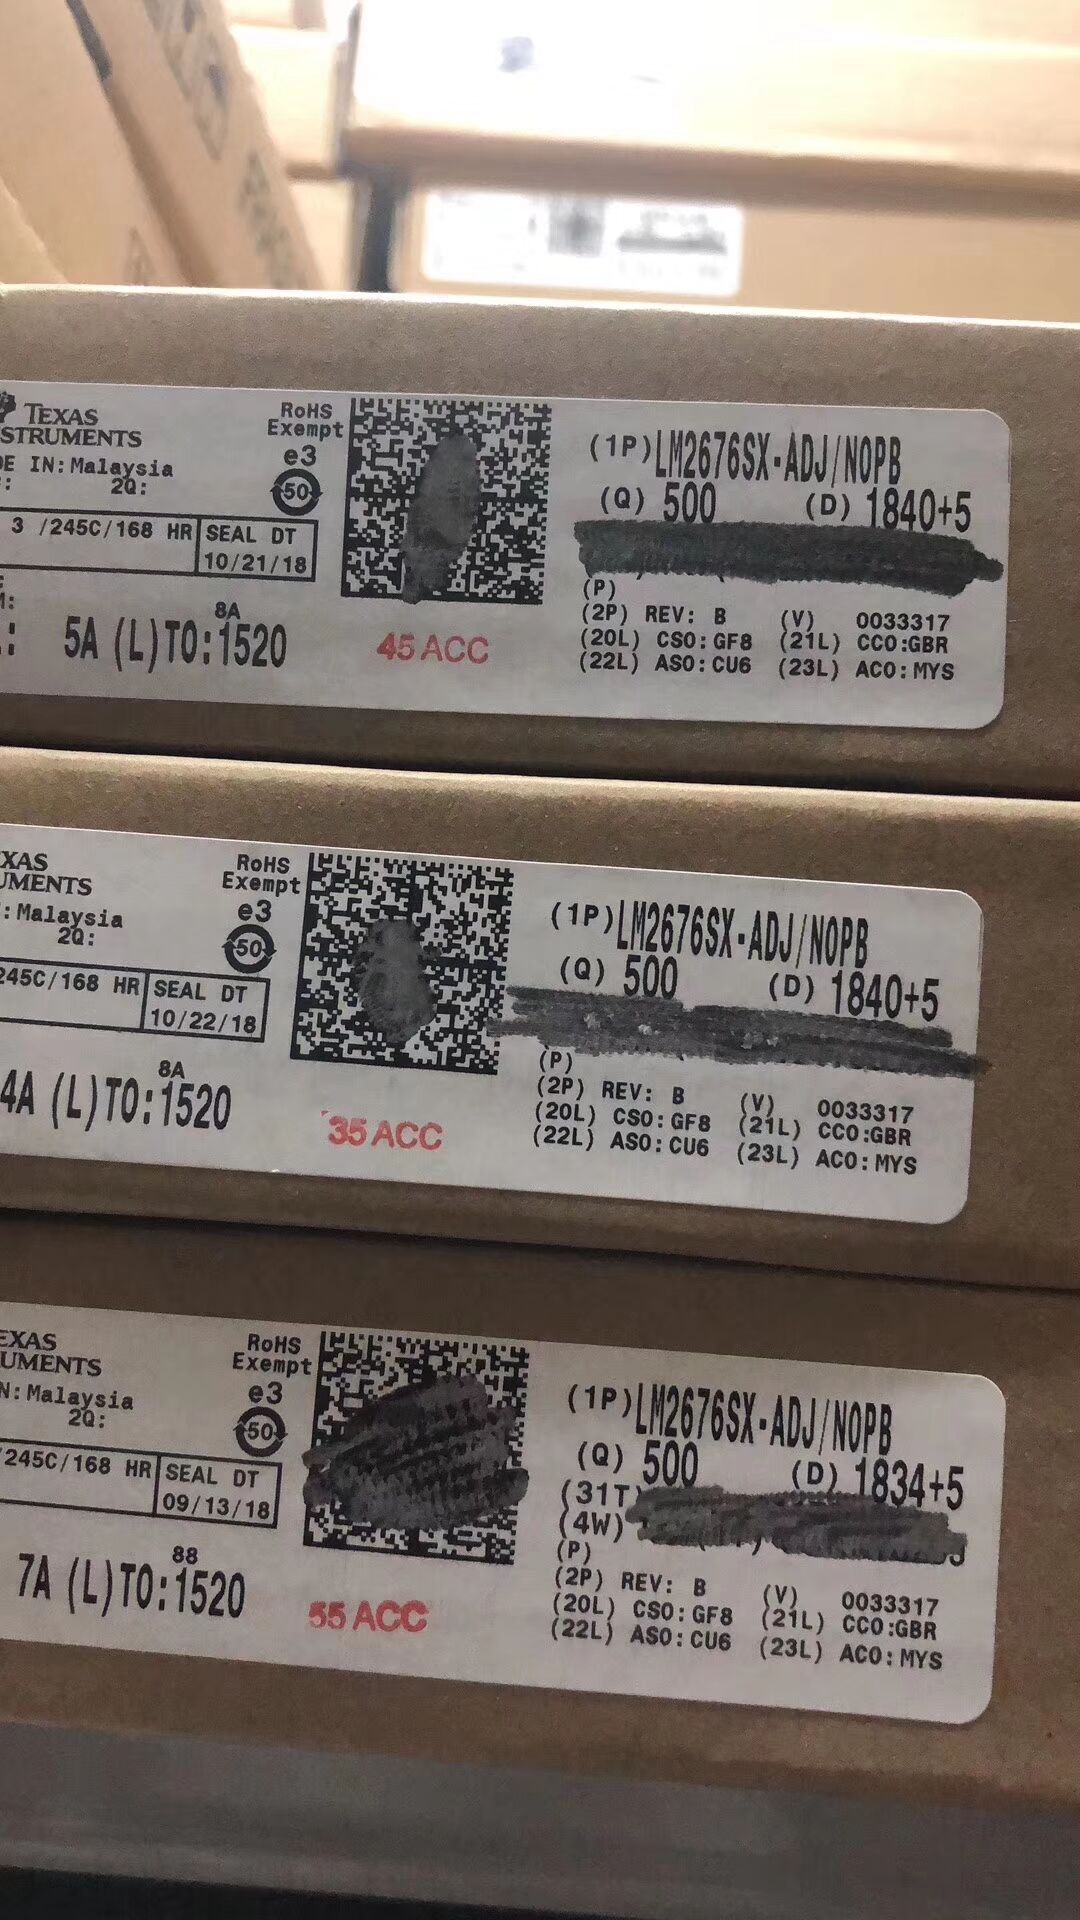 TEXAS
STRUMENTS
DE IN: Malaysia
2Q:
RoHS
Exempt
e3
50
3 /245C/168 HR
SEAL DT
10/21/18
8A
5A (L)TO:1520
45 ACC
(1P)LM2676SX-ADJ/NOPB
(Q) 500 (D) 1840+5
(P)
(2P) REV: B (V) 0033317
(20L) CSO:GF8 (21L) CCO:GBR
(22L) ASO:CU6 (23L) ACO:MYS
XAS
UMENTS
: Malaysia
2Q:
RoHS
Exempt
e3
50
245C/168 HR
SEAL DT
10/22/18
8A
4A (L)TO:1520
35 ACC
(1P)LM2676SX-ADJ/NOPB
(Q) 500 (D) 1840+5
(P)
(2P) REV: B (V) 0033317
(20L) CSO:GF8 (21L) CCO:GBR
(22L) ASO:CU6 (23L) ACO:MYS
EXAS
UMENTS
N: Malaysia
2Q:
RoHS
Exempt
e3
50
245C/168 HR
SEAL DT
09/13/18
88
7A (L)TO:1520
55 ACC
(1P)LM2676SX-ADJ/NOPB
(Q) 500 (D) 1834+5
(31T)
(4W)
(P)
(2P) REV: B (V) 0033317
(20L) CSO:GF8 (21L) CCO:GBR
(22L) ASO:CU6 (23L) ACO:MYS